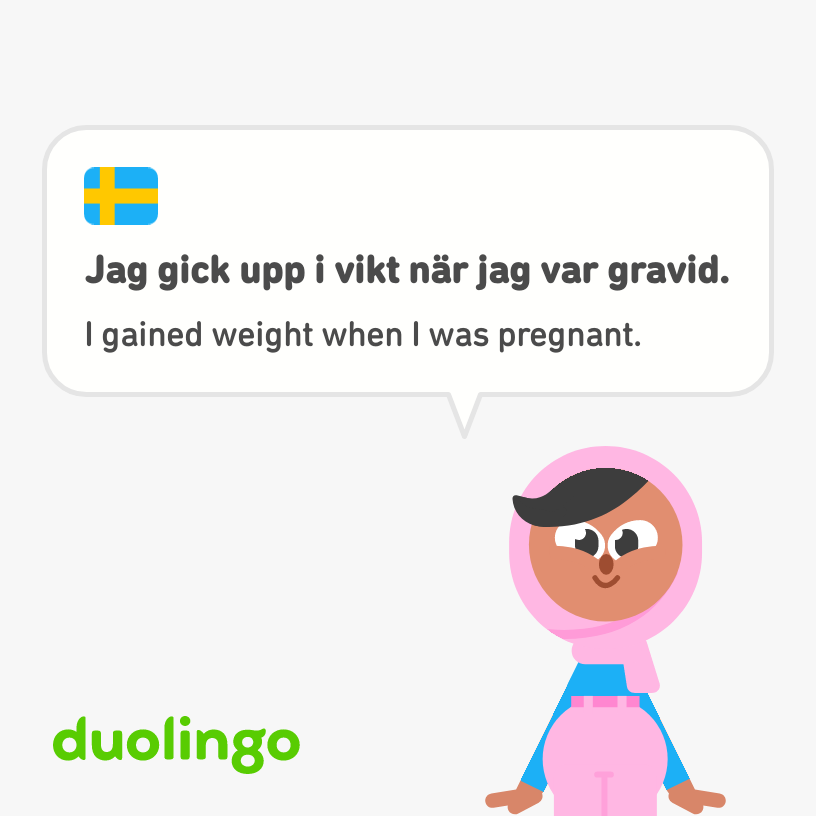 Jag gick upp i vikt när jag var gravid.
I gained weight when I was pregnant.
duolingo